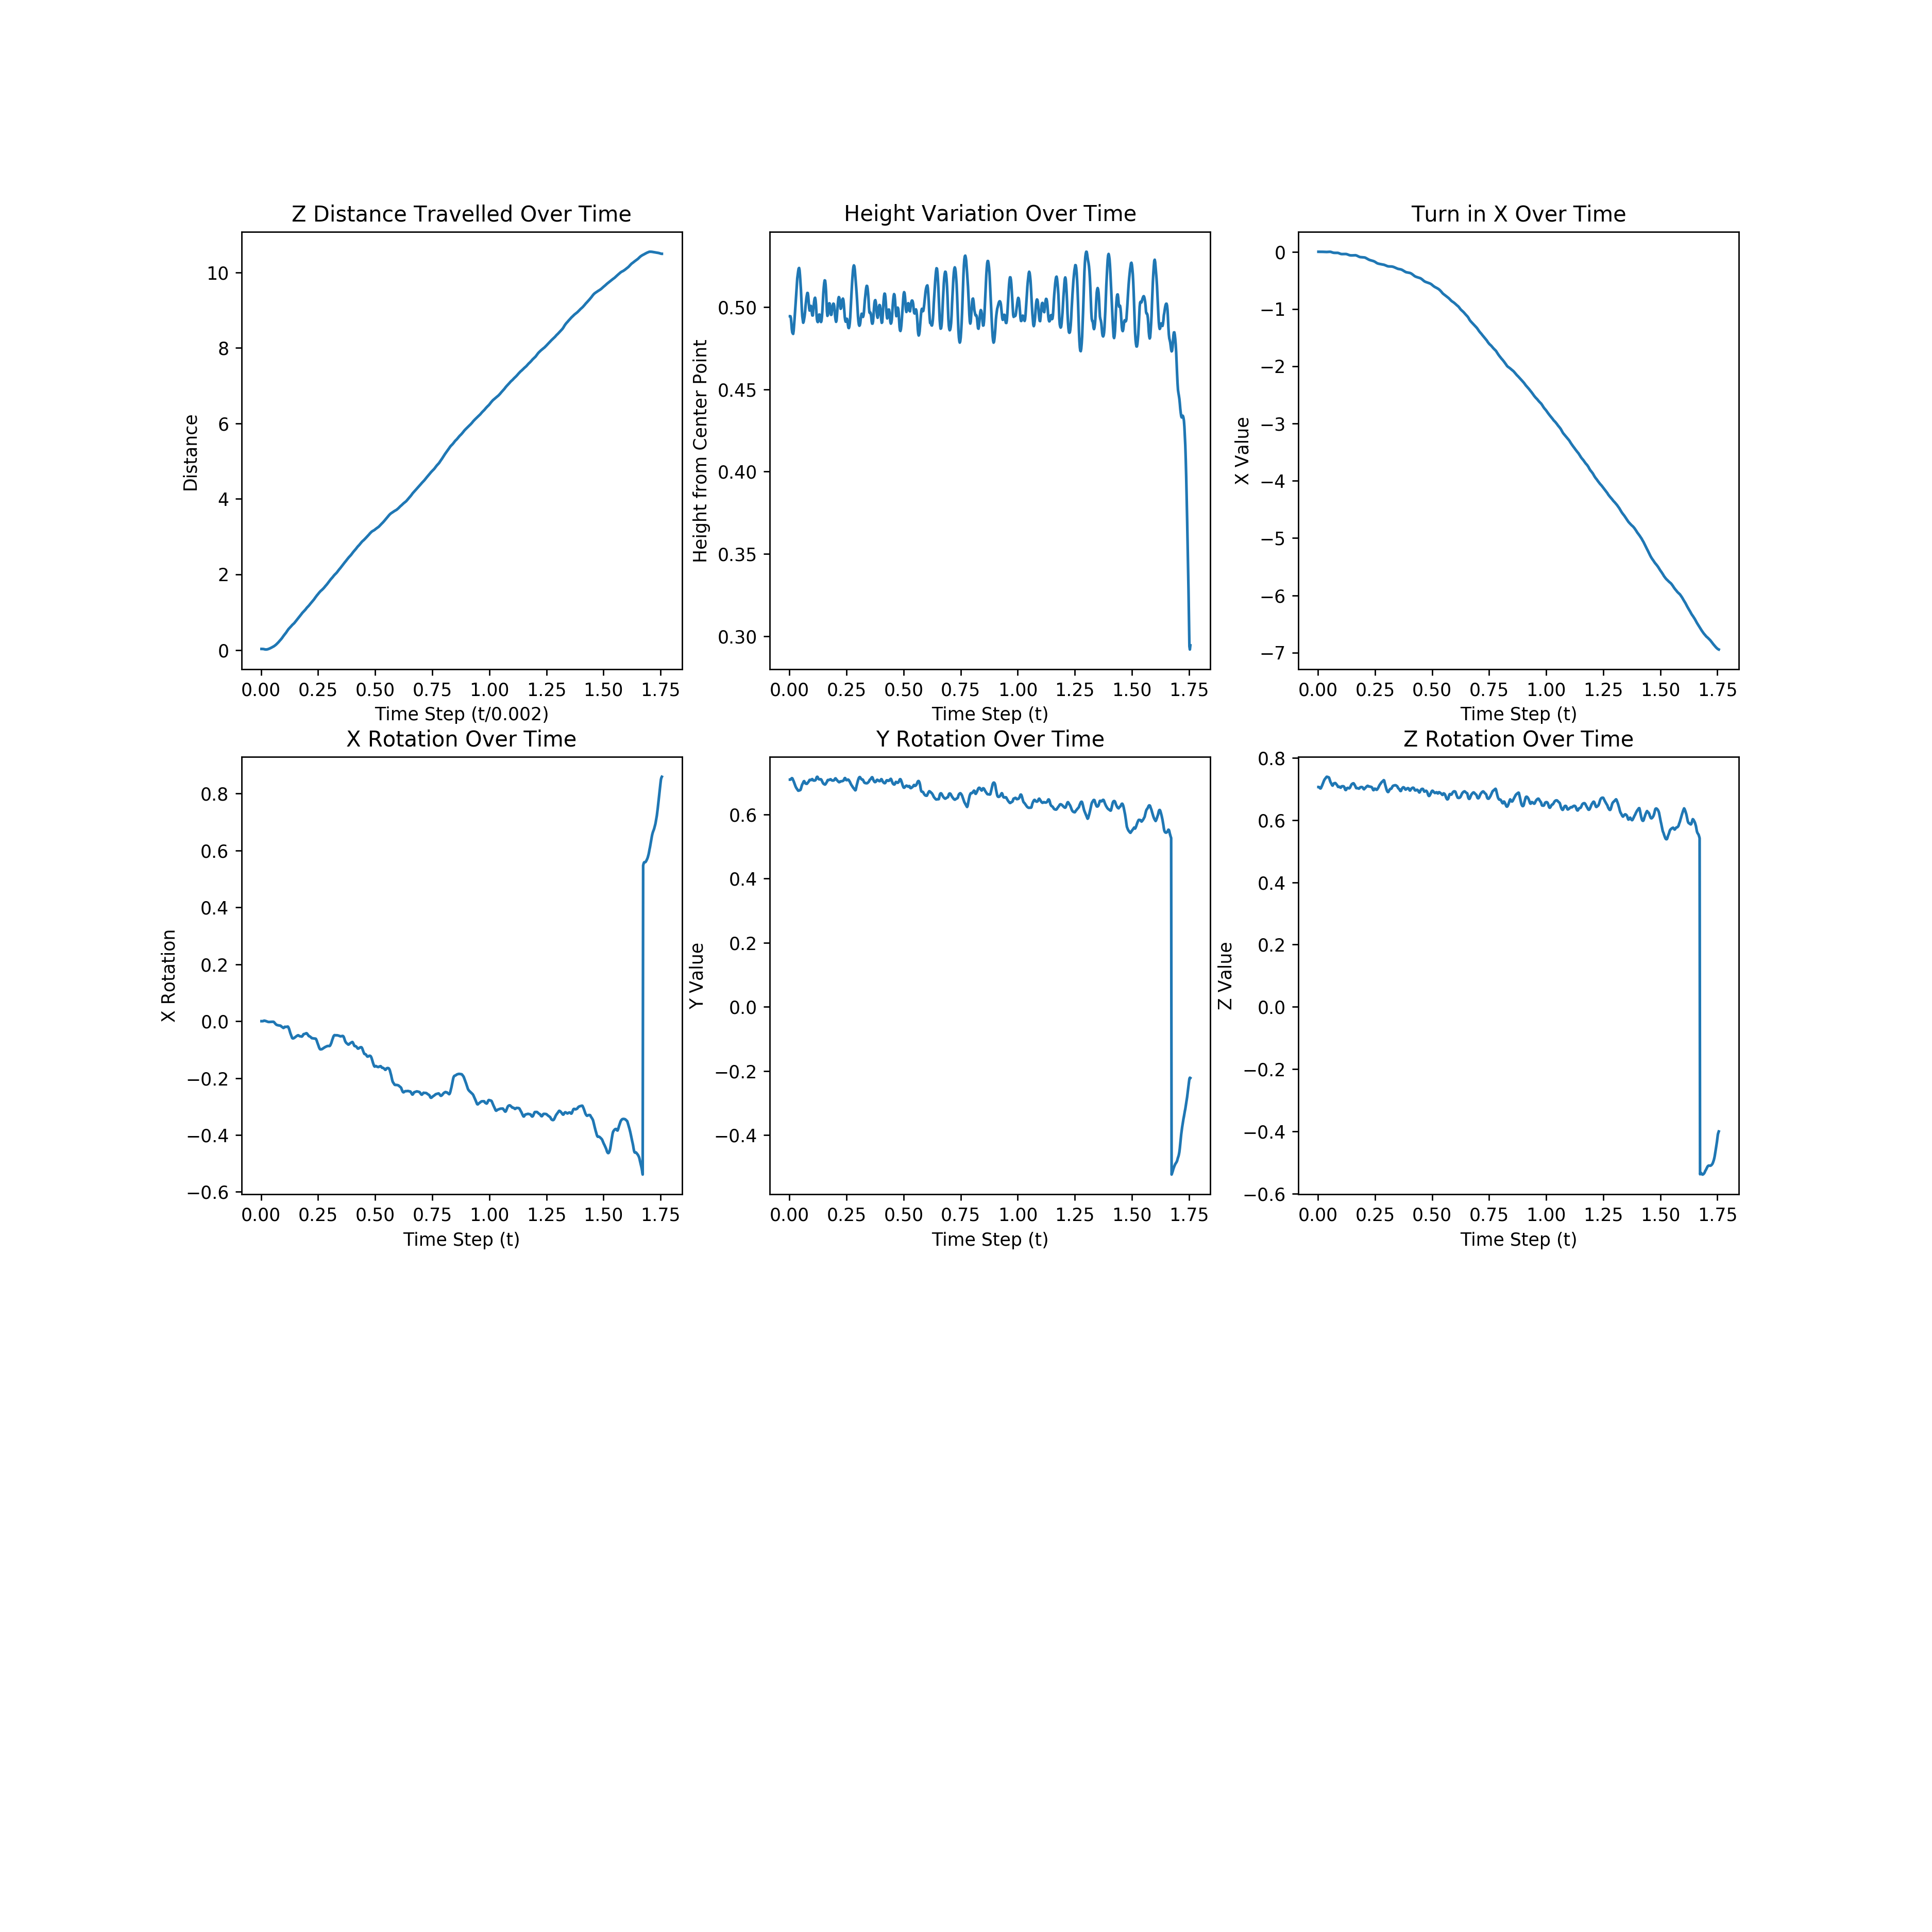 Z Distance Travelled Over Time
Distance
10
8
6
4
2
0
0.00 0.25 0.50 0.75 1.00 1.25 1.50 1.75
Time Step (t/0.002)
Height Variation Over Time
Height from Center Point
0.50
0.45
0.40
0.35
0.30
0.00 0.25 0.50 0.75 1.00 1.25 1.50 1.75
Time Step (t)
Turn in X Over Time
X Value
0
−1
−2
−3
−4
−5
−6
−7
0.00 0.25 0.50 0.75 1.00 1.25 1.50 1.75
Time Step (t)
X Rotation Over Time
X Rotation
0.8
0.6
0.4
0.2
0.0
−0.2
−0.4
−0.6
0.00 0.25 0.50 0.75 1.00 1.25 1.50 1.75
Time Step (t)
Y Rotation Over Time
Y Value
0.6
0.4
0.2
0.0
−0.2
−0.4
0.00 0.25 0.50 0.75 1.00 1.25 1.50 1.75
Time Step (t)
Z Rotation Over Time
Z Value
0.8
0.6
0.4
0.2
0.0
−0.2
−0.4
−0.6
0.00 0.25 0.50 0.75 1.00 1.25 1.50 1.75
Time Step (t)